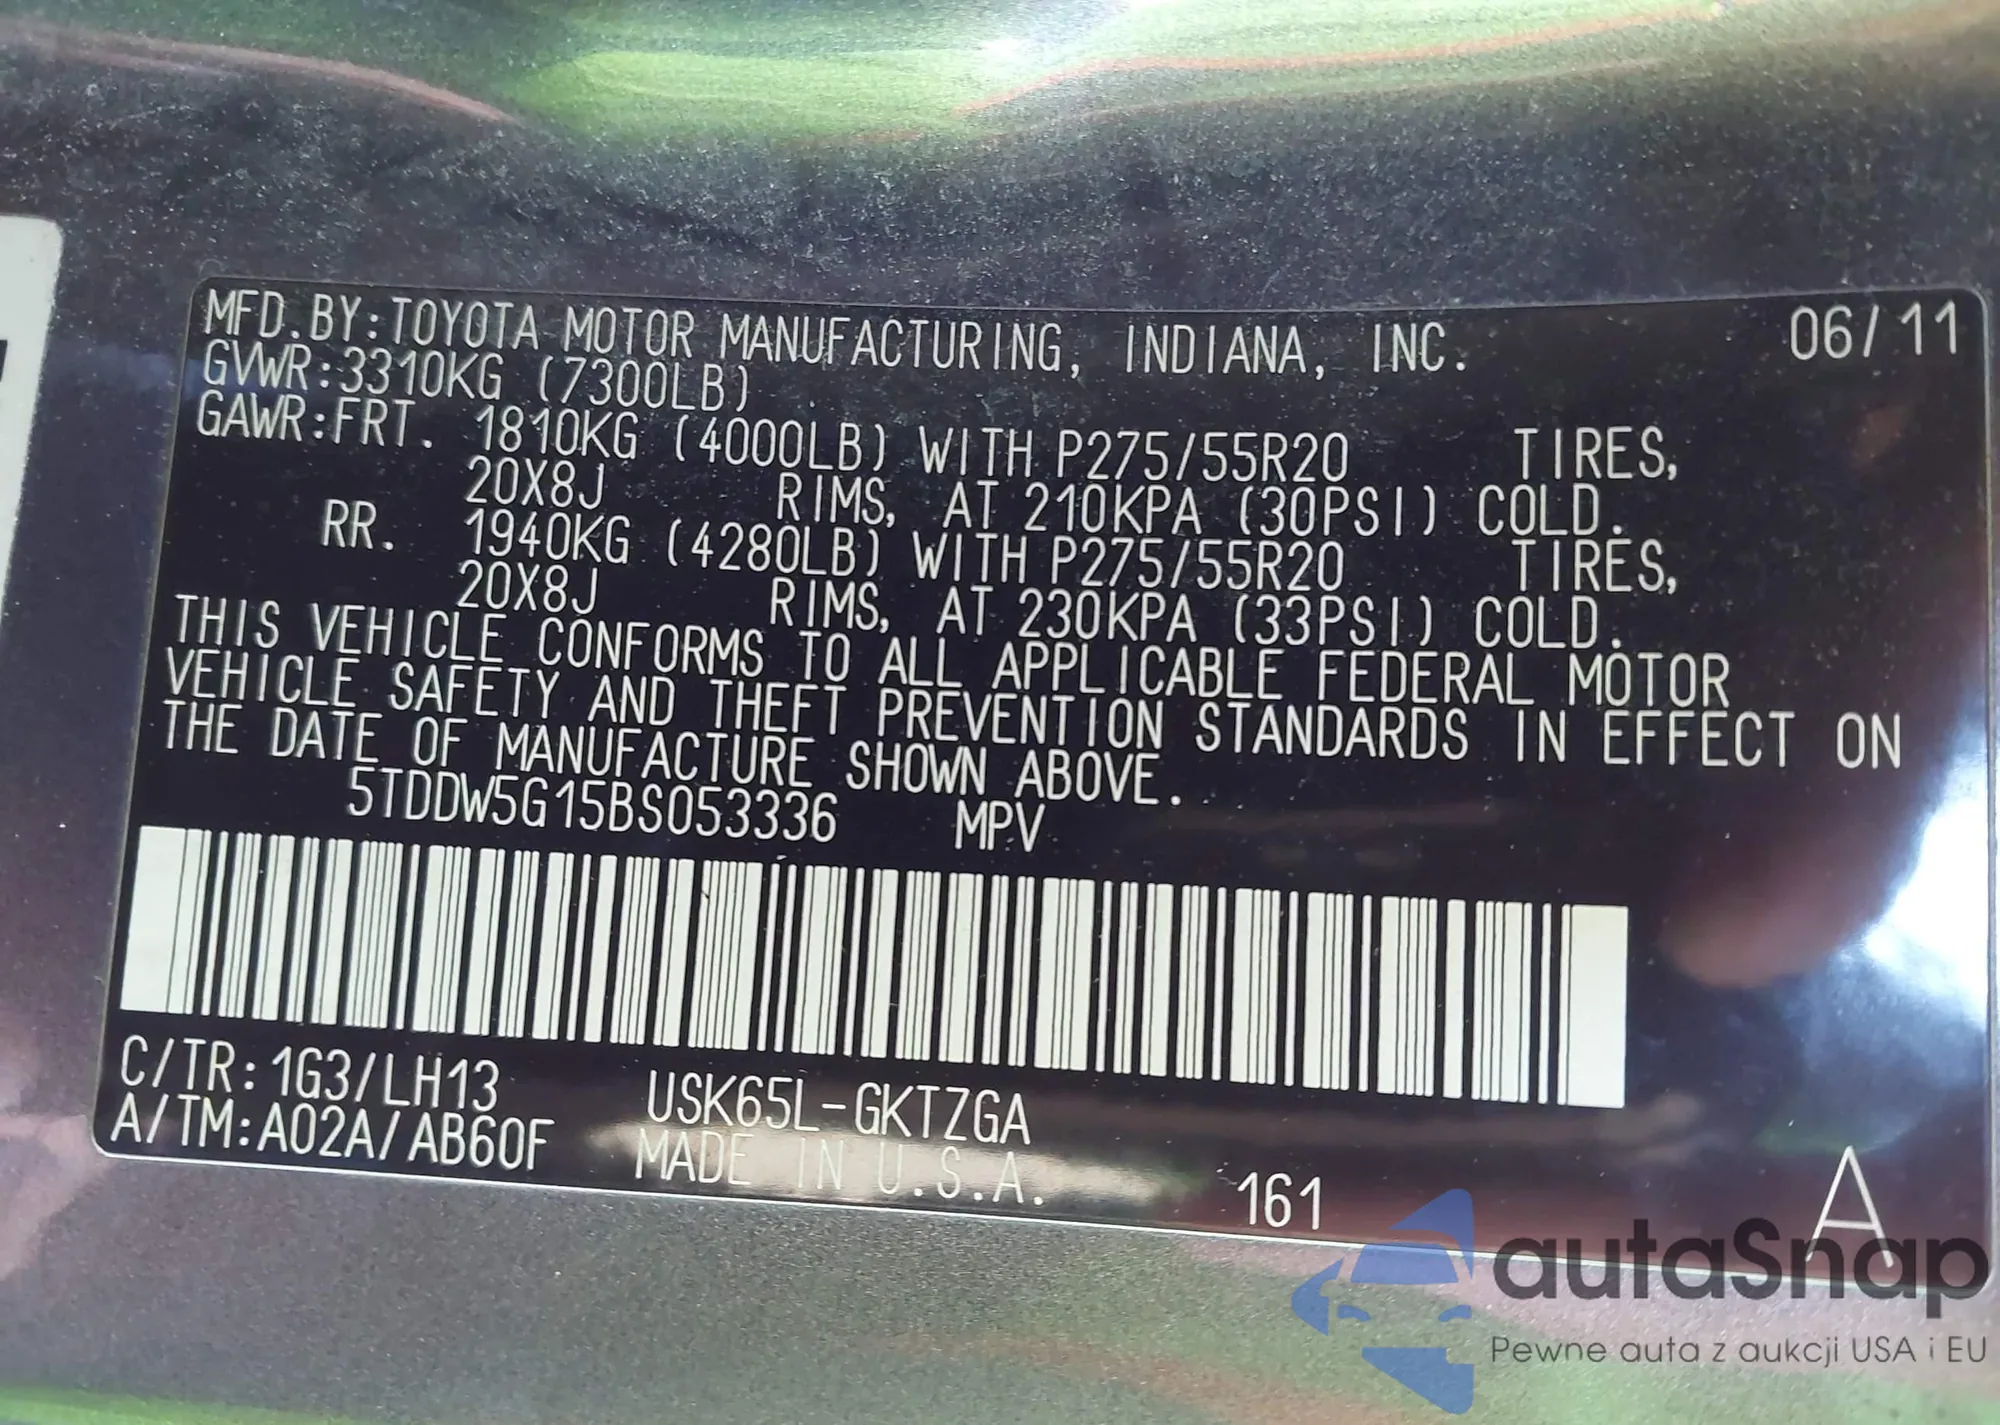 MFD.BY:TOYOTA MOTOR MANUFACTURING, INDIANA, INC. 06/11
GVWR:3310KG (7300LB)
GAWR:FRT. 1810KG (4000LB) WITH P275/55R20 TIRES,
20X8J RIMS, AT 210KPA (30PSI) COLD.
RR. 1940KG (4280LB) WITH P275/55R20 TIRES,
20X8J RIMS, AT 230KPA (33PSI) COLD.
THIS VEHICLE CONFORMS TO ALL APPLICABLE FEDERAL MOTOR
VEHICLE SAFETY AND THEFT PREVENTION STANDARDS IN EFFECT ON
THE DATE OF MANUFACTURE SHOWN ABOVE.
5TDDW5G15BS053336 MPV
C/TR:1G3/LH13 USK65L-GKTZGA
A/TM:A02A/AB60F MADE IN U.S.A. 161 A
autaSnap
Pewne auta z aukcji USA i EU